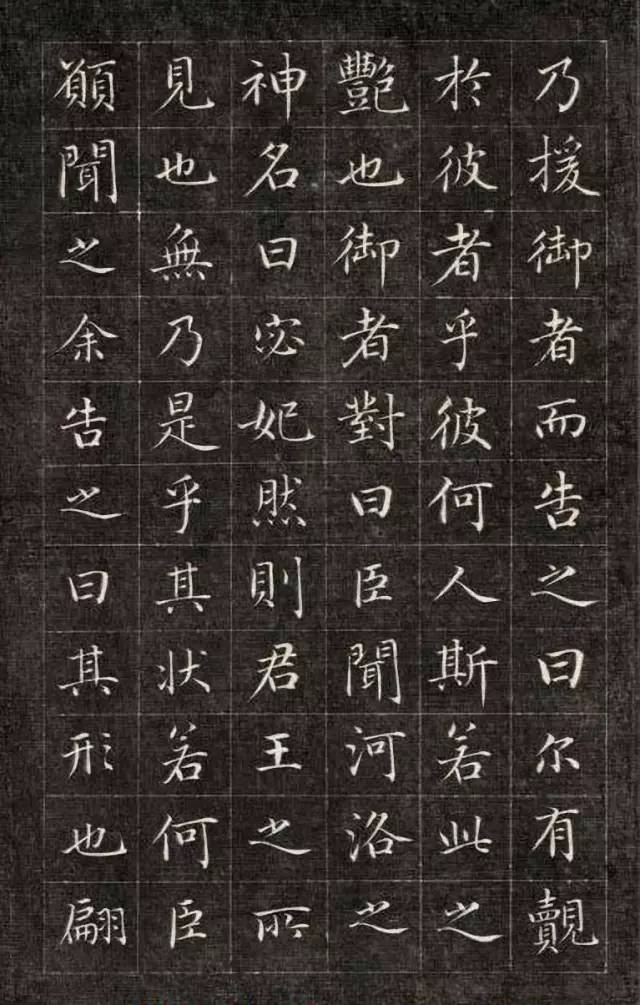 乃援御者而告之曰尔有覿
於彼者乎彼何人斯若此之
豔也御者對曰臣聞河洛之
神名曰宓妃然則君王之所
見也無乃是乎其状若何臣
願聞之余告之曰其形也翩